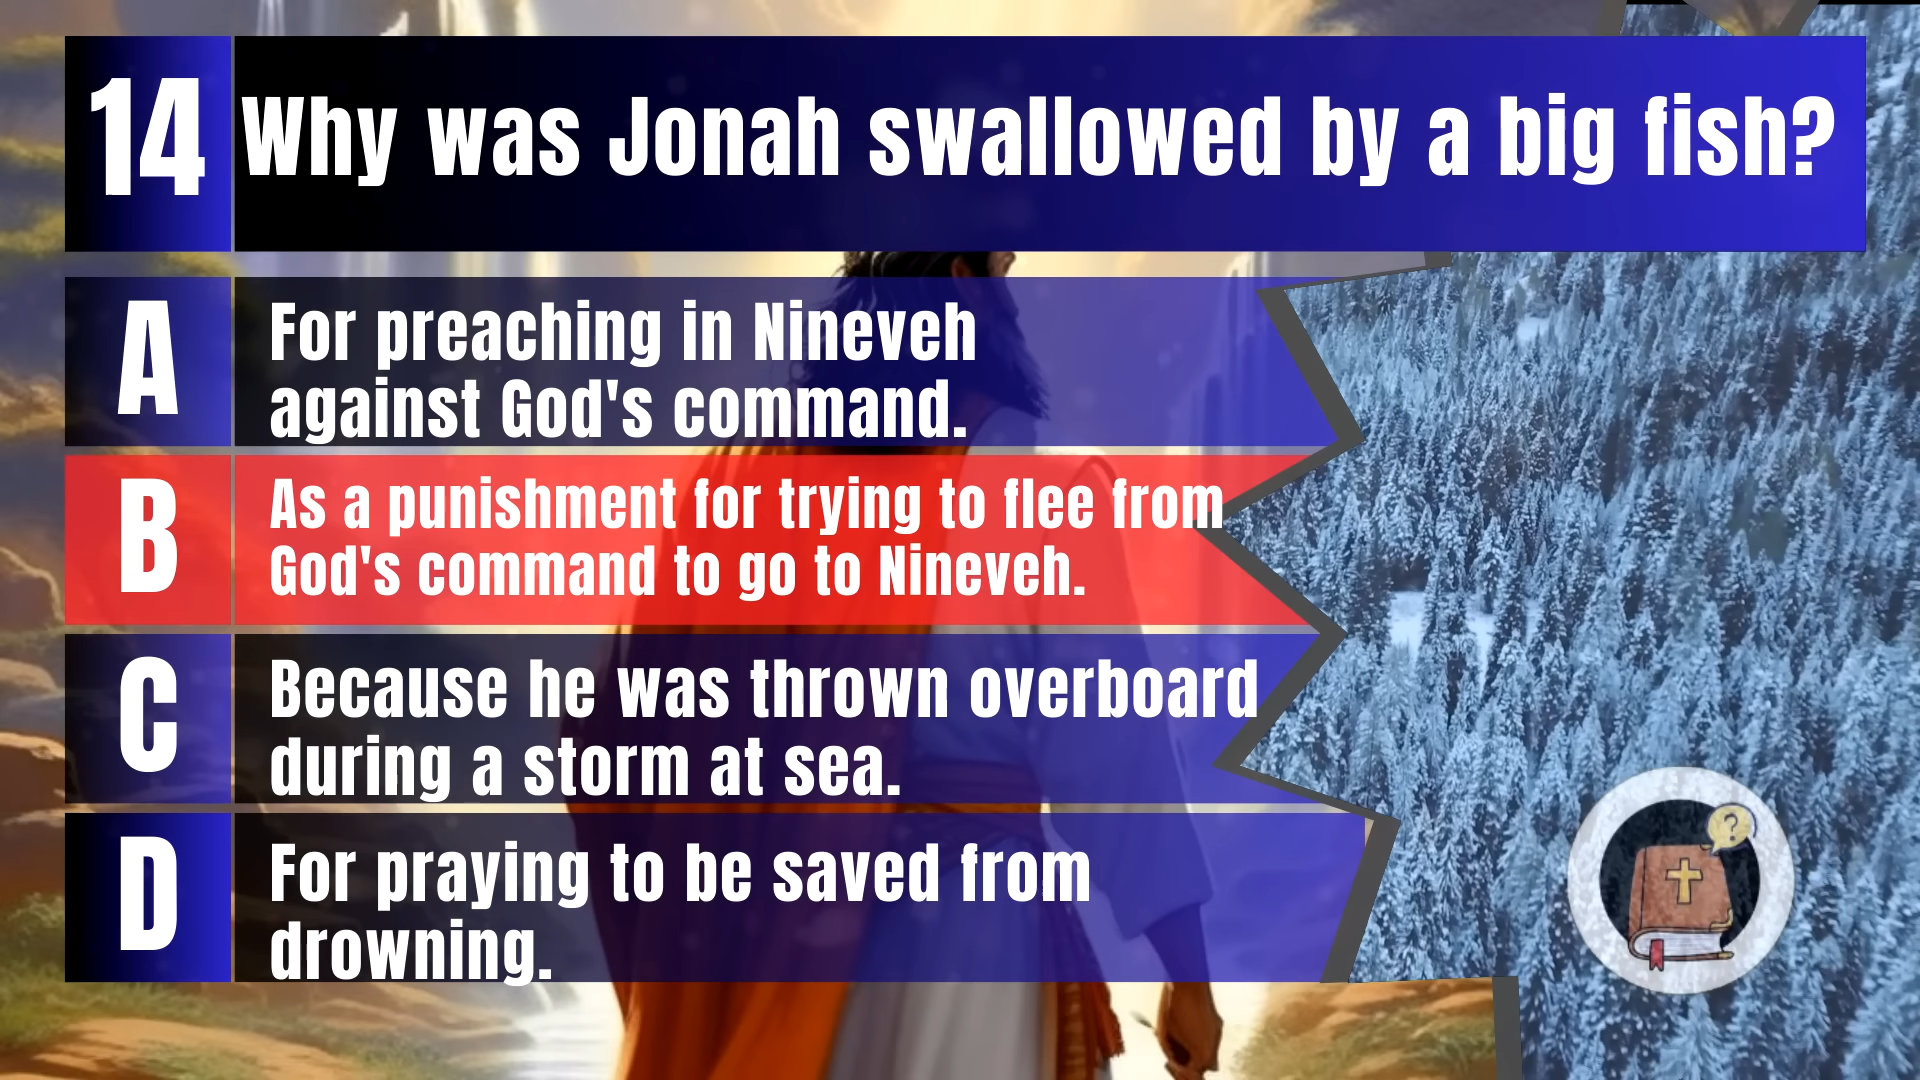 14 Why was Jonah swallowed by a big fish?
A
For preaching in Nineveh
against God's command.
B
As a punishment for trying to flee from
God's command to go to Nineveh.
C
Because he was thrown overboard
during a storm at sea.
D
For praying to be saved from
drowning.
?